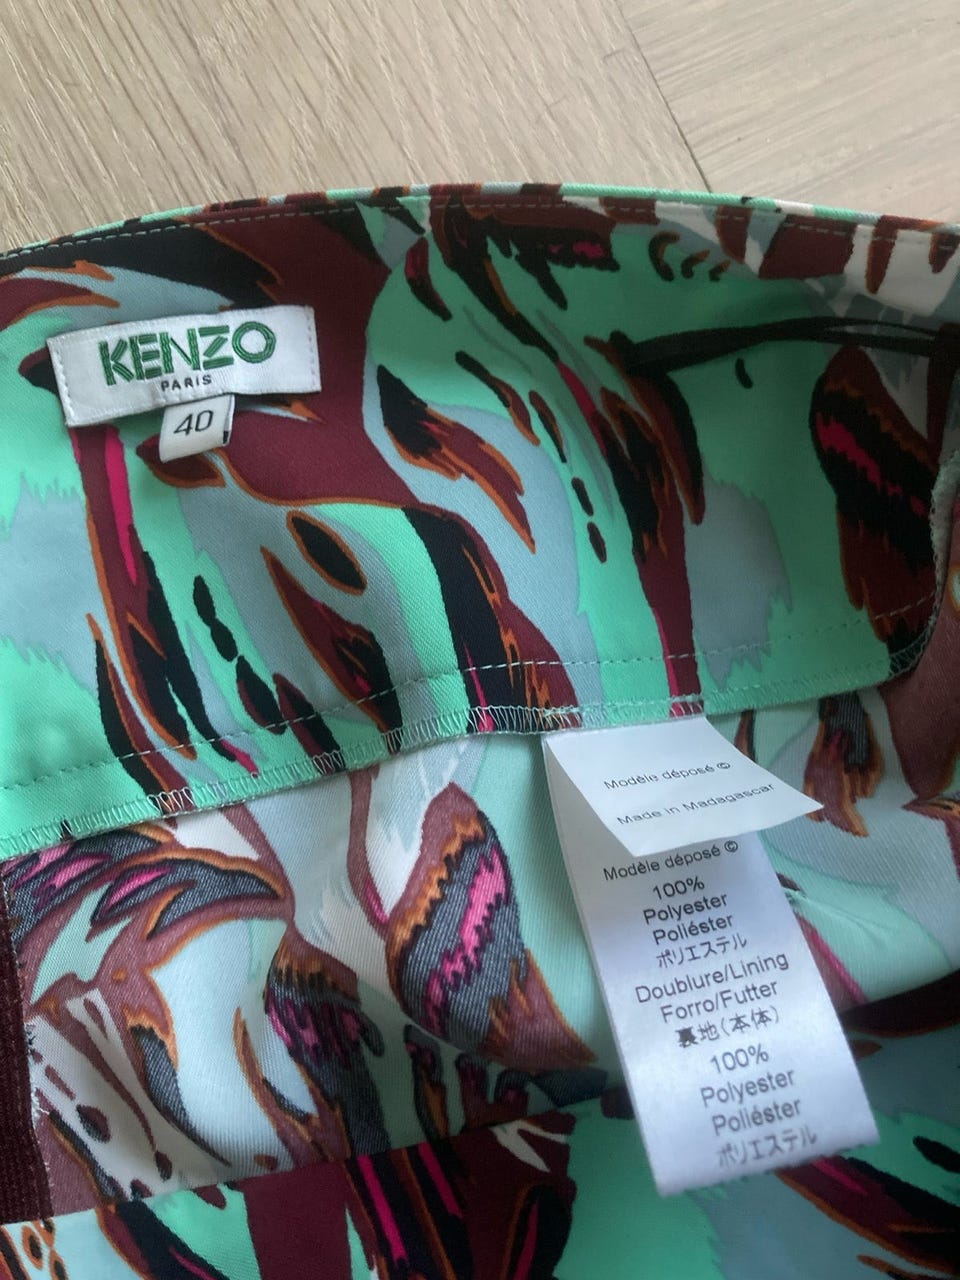 KENZO
PARIS
40
Modèle déposé ©
Made in Madagascar
Modèle déposé ©
100%
Polyester
Poliéster
ポリエステル
Doublure/Lining
Forro/Futter
裏地(本体)
100%
Polyester
Poliéster
ポリエステル